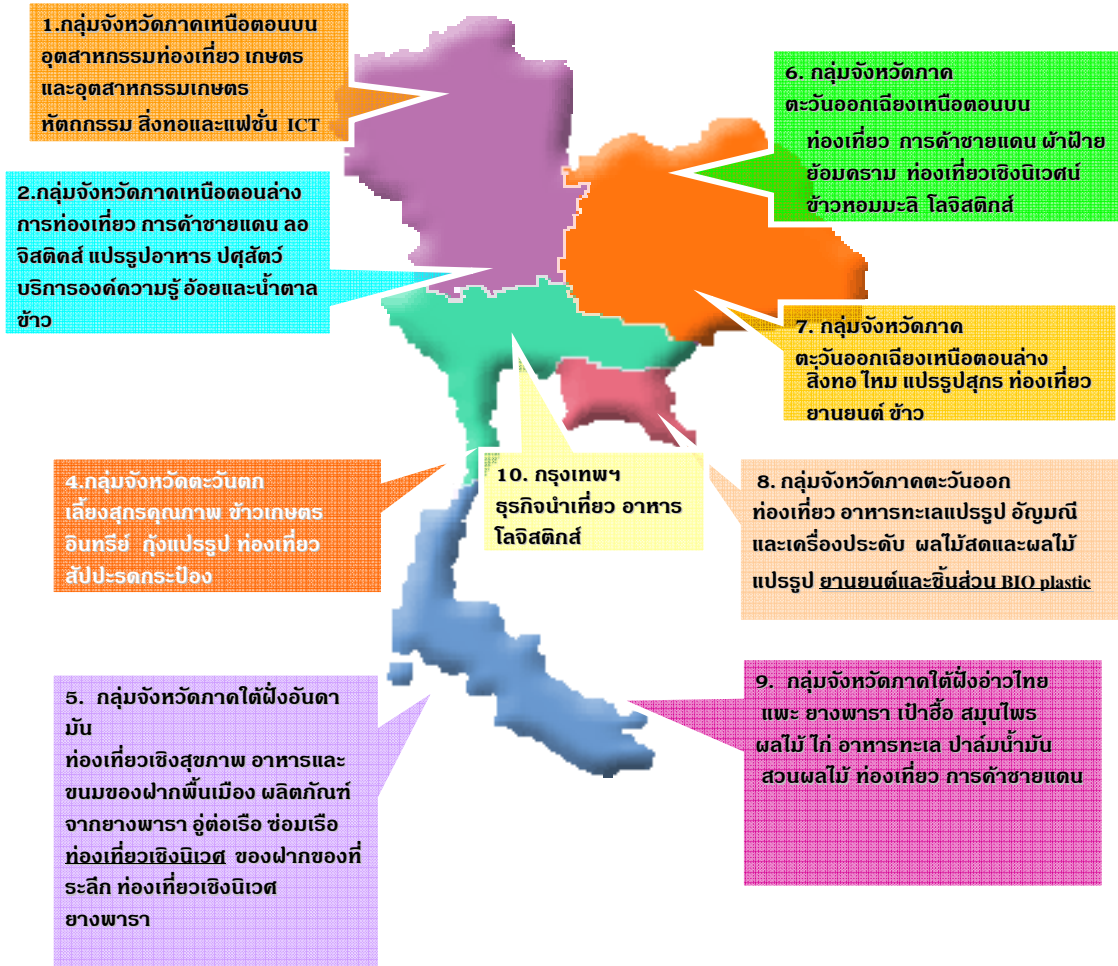 1.กลุ่มจังหวัดภาคเหนือตอนบน
อุตสาหกรรมท่องเที่ยว เกษตร
และอุตสาหกรรมเกษตร
หัตถกรรม สิ่งทอและแฟชั่น ICT
2.กลุ่มจังหวัดภาคเหนือตอนล่าง
การท่องเที่ยว การค้าชายแดน ลอ
จิสติคส์ แปรรูปอาหาร ปศุสัตว์
บริการองค์ความรู้ อ้อยและน้ำตาล
ข้าว
4.กลุ่มจังหวัดตะวันตก
เลี้ยงสุกรคุณภาพ ข้าวเกษตร
อินทรีย์ กุ้งแปรรูป ท่องเที่ยว
สัปปะรดกระป๋อง
5. กลุ่มจังหวัดภาคใต้ฝั่งอันดา
มัน
ท่องเที่ยวเชิงสุขภาพ อาหารและ
ขนมของฝากพื้นเมือง ผลิตภัณฑ์
จากยางพารา อู่ต่อเรือ ซ่อมเรือ
ท่องเที่ยวเชิงนิเวศ ของฝากของที่
ระลึก ท่องเที่ยวเชิงนิเวศ
ยางพารา
6. กลุ่มจังหวัดภาค
ตะวันออกเฉียงเหนือตอนบน
ท่องเที่ยว การค้าชายแดน ผ้าฝ้าย
ย้อมคราม ท่องเที่ยวเชิงนิเวศน์
ข้าวหอมมะลิ โลจิสติกส์
7. กลุ่มจังหวัดภาค
ตะวันออกเฉียงเหนือตอนล่าง
สิ่งทอ ไหม แปรรูปสุกร ท่องเที่ยว
ยานยนต์ ข้าว
10. กรุงเทพฯ
ธุรกิจนำเที่ยว อาหาร
โลจิสติกส์
8. กลุ่มจังหวัดภาคตะวันออก
ท่องเที่ยว อาหารทะเลแปรรูป อัญมณี
และเครื่องประดับ ผลไม้สดและผลไม้
แปรรูป ยานยนต์และชิ้นส่วน BIO plastic
9. กลุ่มจังหวัดภาคใต้ฝั่งอ่าวไทย
แพะ ยางพารา เป๋าฮื้อ สมุนไพร
ผลไม้ ไก่ อาหารทะเล ปาล์มน้ำมัน
สวนผลไม้ ท่องเที่ยว การค้าชายแดน